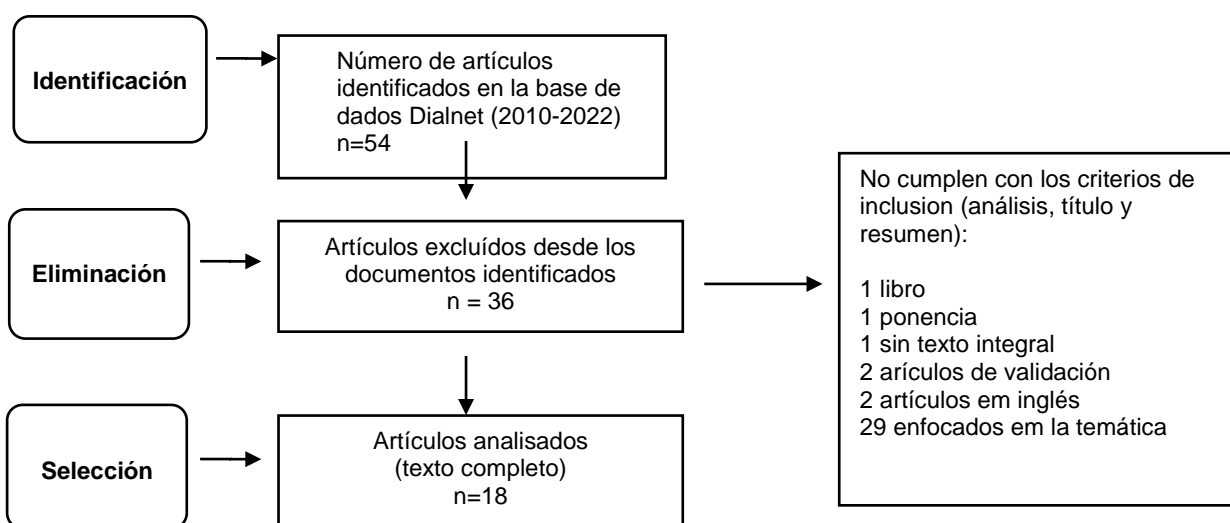 Identificación
Número de artículos
identificados en la base de
dados Dialnet (2010-2022)
n=54
Eliminación
Artículos excluídos desde los
documentos identificados
n = 36
No cumplen con los criterios de
inclusion (análisis, título y
resumen):
1 libro
1 ponencia
1 sin texto integral
2 arículos de validación
2 artículos em inglés
29 enfocados em la temática
Selección
Artículos analisados
(texto completo)
n=18